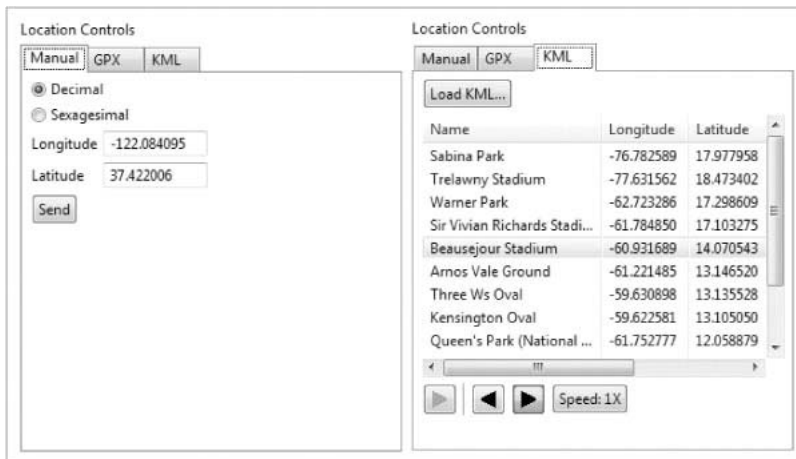 Location Controls
Manual GPX KML
Decimal
Sexagesimal
Longitude -122.084095
Latitude 37.422006
Send
Location Controls
Manual GPX KML
Load KML...
Name Longitude Latitude
Sabina Park -76.782589 17.977958
Trelawny Stadium -77.631562 18.473402
Warner Park -62.723286 17.298609
Sir Vivian Richards Stadi... -61.784850 17.103275
Beausejour Stadium -60.931689 14.070543
Arnos Vale Ground -61.221485 13.146520
Three Ws Oval -59.630898 13.135528
Kensington Oval -59.622581 13.105050
Queen's Park (National ... -61.752777 12.058879
Speed: 1X